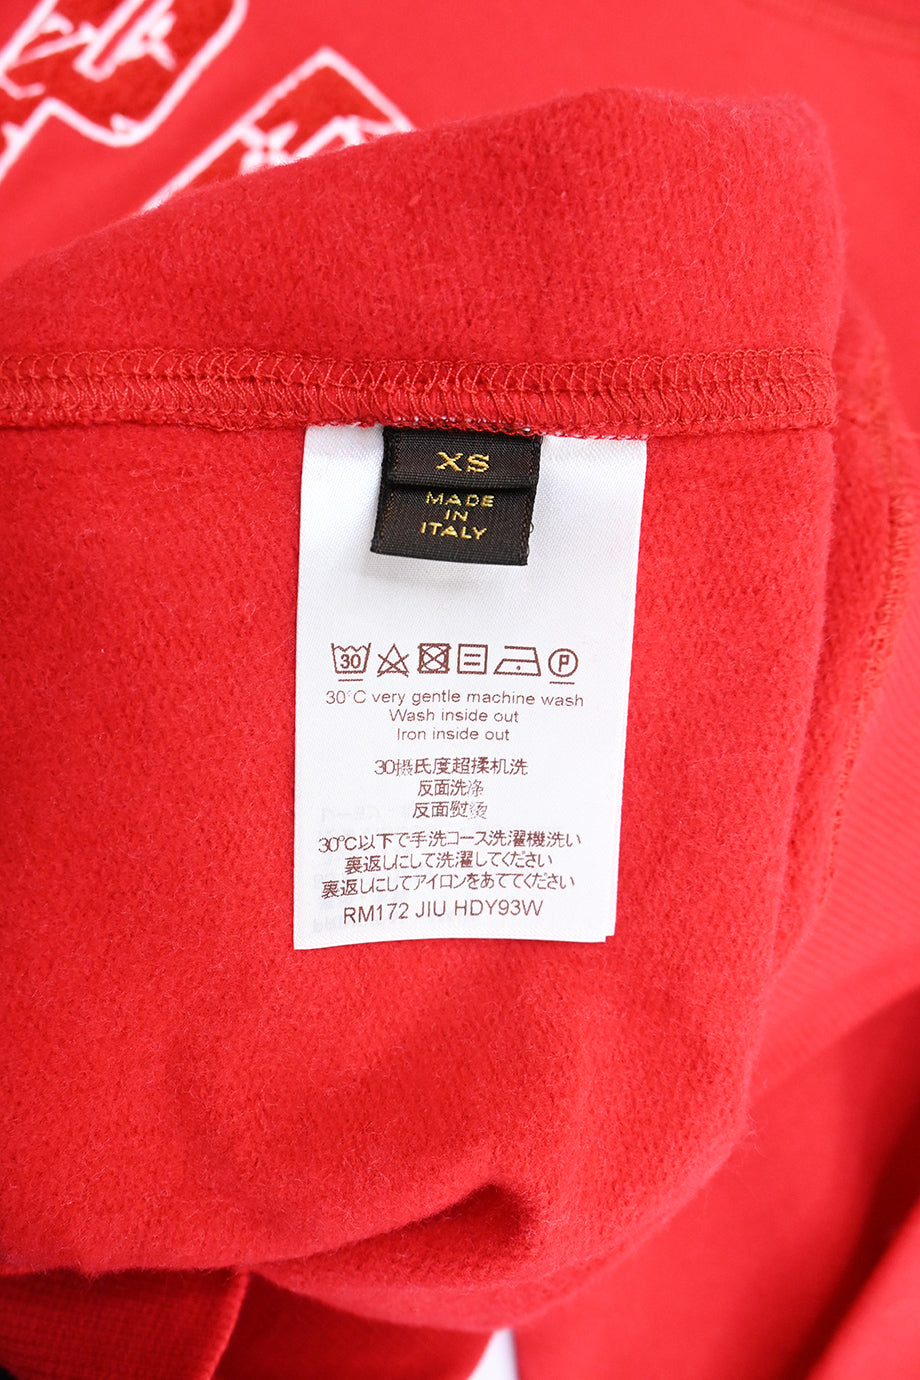 XS
MADE
IN
ITALY
30
P
30°C very gentle machine wash
Wash inside out
Iron inside out
30摄氏度超揉机洗
反面洗涤
反面熨烫
30℃以下で手洗コース洗濯機洗い
裏返しにして洗濯してください
裏返しにしてアイロンをあててください
RM172 JIU HDY93W